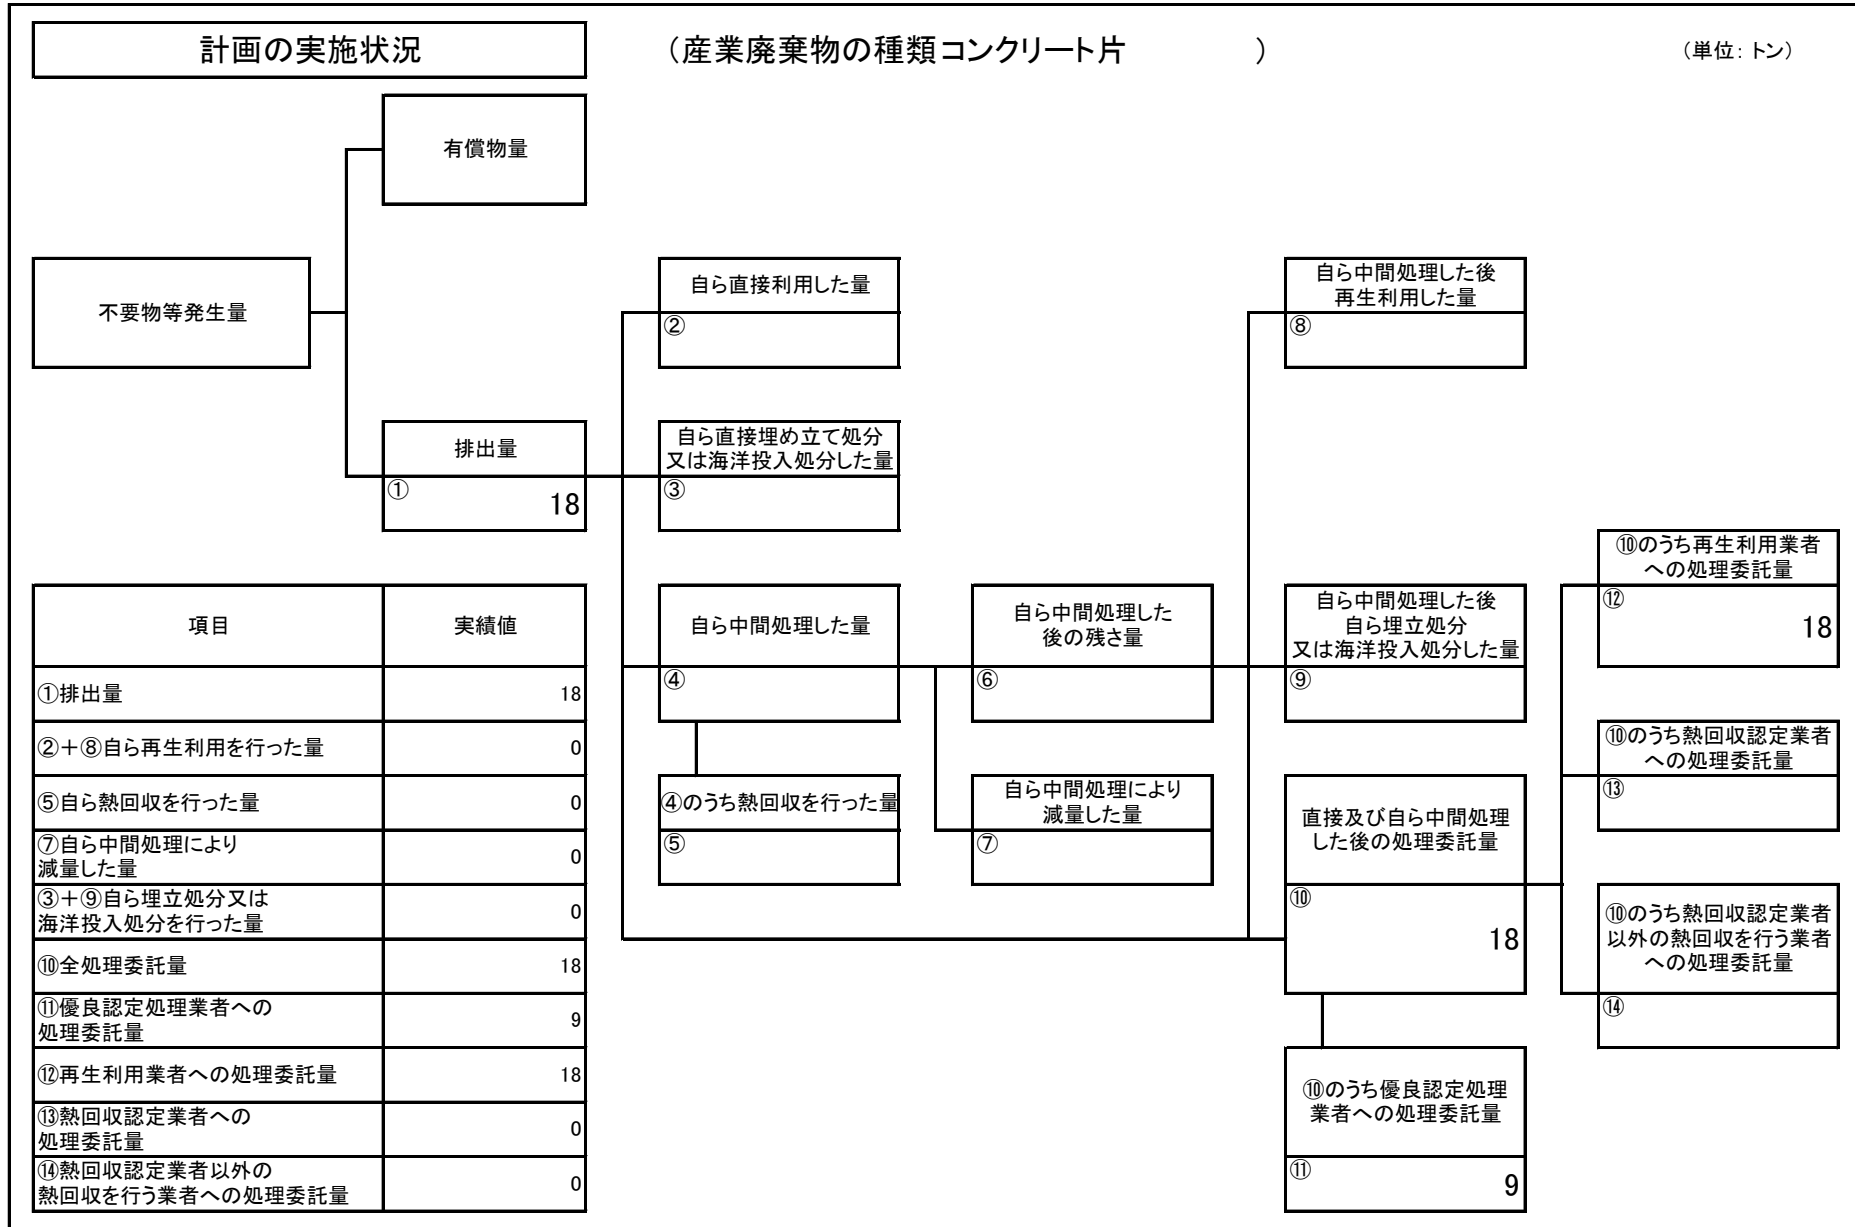 計画の実施状況
（産業廃棄物の種類コンクリート片　　　　　）
（単位：トン）
有償物量
不要物等発生量
自ら直接利用した量
②
自ら中間処理した後
再生利用した量
⑧
排出量
①
18
自ら直接埋め立て処分
又は海洋投入処分した量
③
⑩のうち再生利用業者
への処理委託量
⑫
18
自ら中間処理した量
④
自ら中間処理した
後の残さ量
⑥
自ら中間処理した後
自ら埋立処分
又は海洋投入処分した量
⑨
⑩のうち熱回収認定業者
への処理委託量
⑬
④のうち熱回収を行った量
⑤
自ら中間処理により
減量した量
⑦
直接及び自ら中間処理
した後の処理委託量
⑩
18
⑩のうち熱回収認定業者
以外の熱回収を行う業者
への処理委託量
⑭
⑩のうち優良認定処理
業者への処理委託量
⑪
9
項目 実績値
①排出量 18
②＋⑧自ら再生利用を行った量 0
⑤自ら熱回収を行った量 0
⑦自ら中間処理により
減量した量 0
③＋⑨自ら埋立処分又は
海洋投入処分を行った量 0
⑩全処理委託量 18
⑪優良認定処理業者への
処理委託量 9
⑫再生利用業者への処理委託量 18
⑬熱回収認定業者への
処理委託量 0
⑭熱回収認定業者以外の
熱回収を行う業者への処理委託量 0